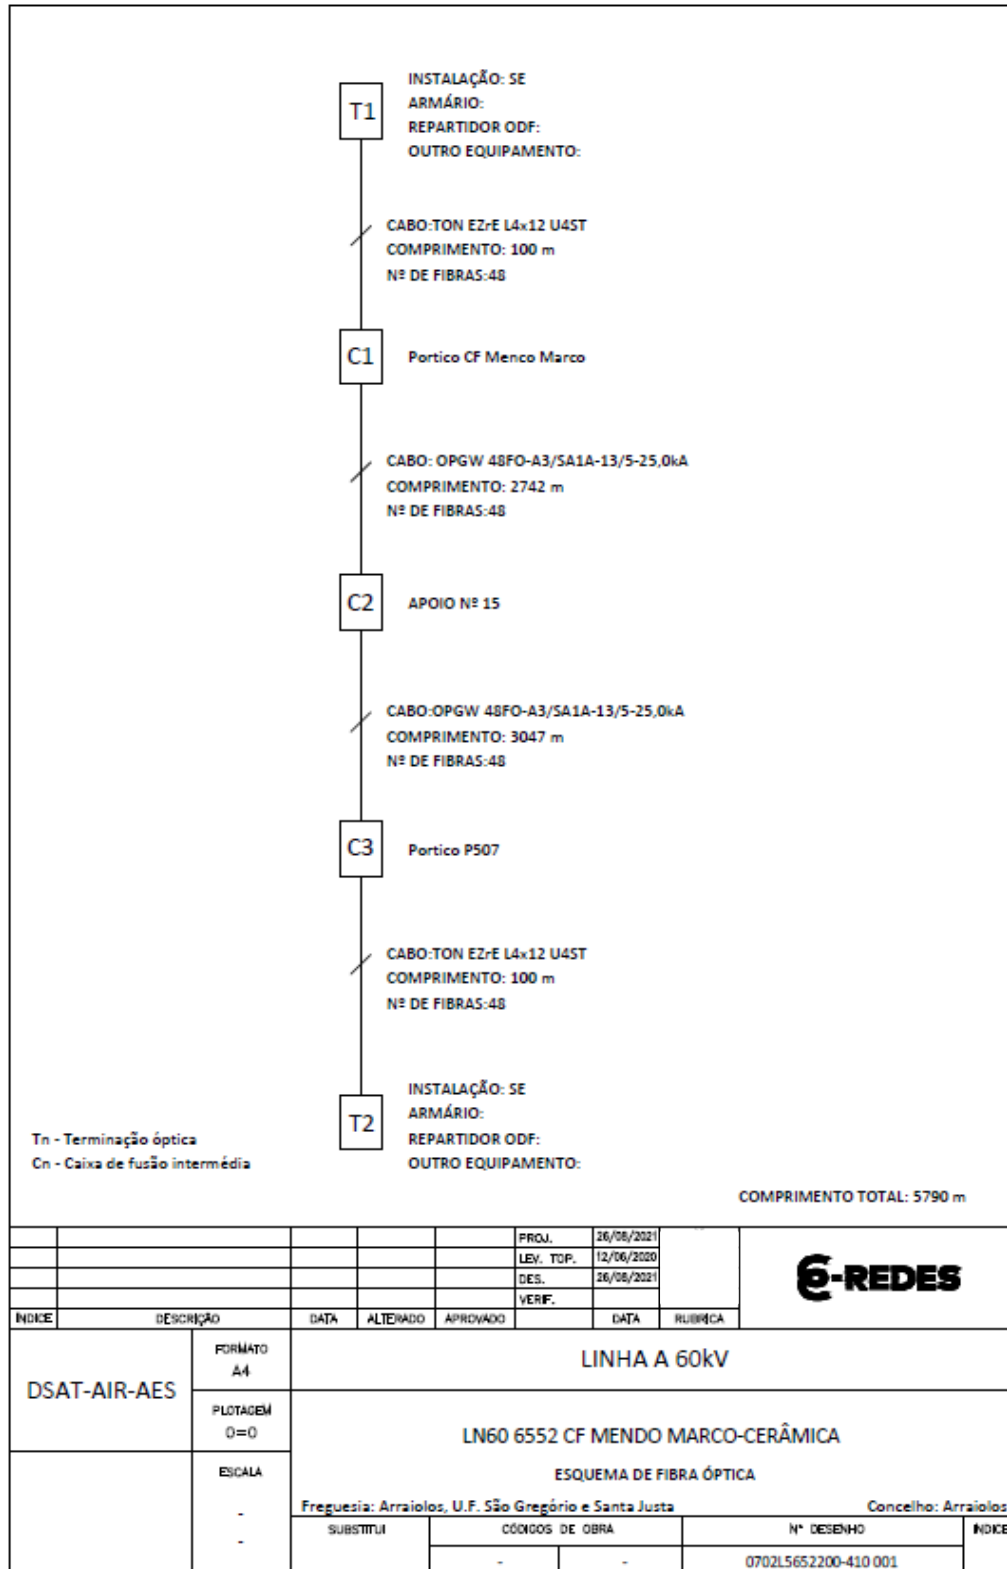 T1
INSTALAÇÃO: SE
ARMÁRIO:
REPARTIDOR ODF:
OUTRO EQUIPAMENTO:
CABO:TON EZrE L4x12 U4ST
COMPRIMENTO: 100 m
Nº DE FIBRAS:48
C1
Portico CF Menco Marco
CABO: OPGW 48FO-A3/SA1A-13/5-25,0kA
COMPRIMENTO: 2742 m
Nº DE FIBRAS:48
C2
APOIO Nº 15
CABO:OPGW 48FO-A3/SA1A-13/5-25,0kA
COMPRIMENTO: 3047 m
Nº DE FIBRAS:48
C3
Portico P507
CABO:TON EZrE L4x12 U4ST
COMPRIMENTO: 100 m
Nº DE FIBRAS:48
T2
INSTALAÇÃO: SE
ARMÁRIO:
REPARTIDOR ODF:
OUTRO EQUIPAMENTO:
Tn - Terminação óptica
Cn - Caixa de fusão intermédia
COMPRIMENTO TOTAL: 5790 m
PROJ. 26/08/2021
LEV. TOP. 12/06/2020
DES. 26/08/2021
VERIF.
ÍNDICE DESCRIÇÃO DATA ALTERADO APROVADO DATA RUBRICA
E-REDES
DSAT-AIR-AES
FORMATO
A4
PLOTAGEM
0=0
ESCALA
-
-
LINHA A 60kV
LN60 6552 CF MENDO MARCO-CERÂMICA
ESQUEMA DE FIBRA ÓPTICA
Freguesia: Arraiolos, U.F. São Gregório e Santa Justa Concelho: Arraiolos
SUBSTITUI CÓDIGOS DE OBRA Nº DESENHO ÍNDICE
- - 0702L5652200-410 001